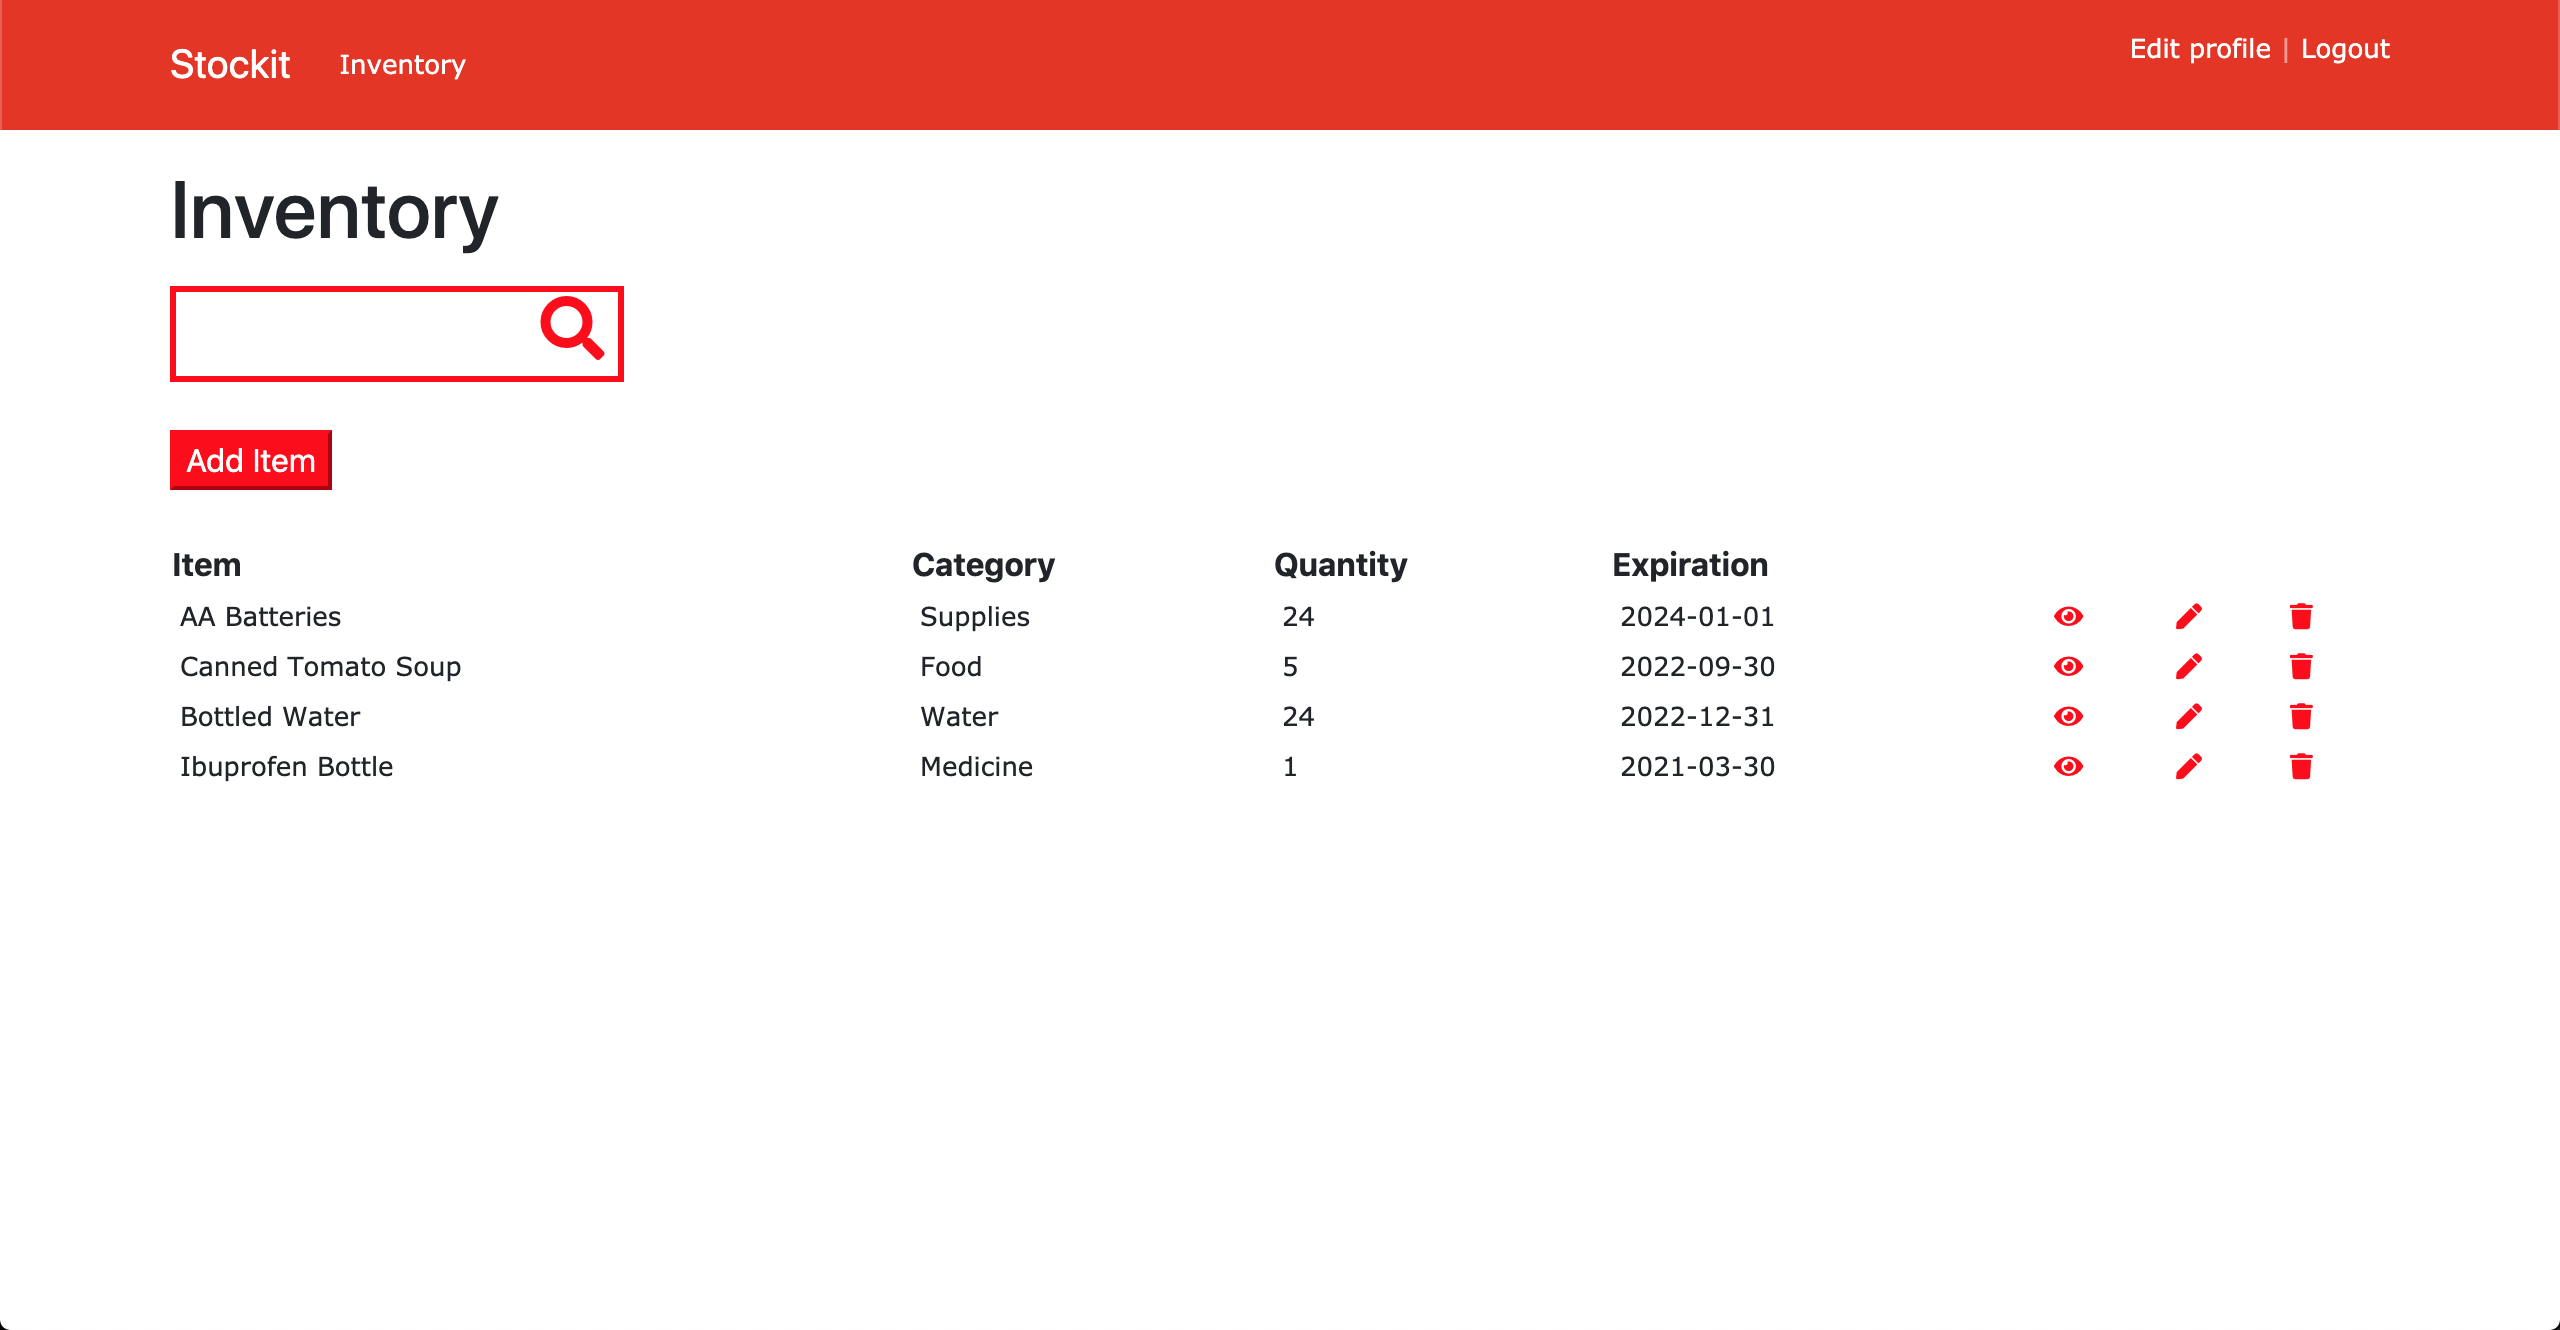 Stockit Inventory Edit profile | Logout
Inventory
Add Item
Item Category Quantity Expiration
AA Batteries Supplies 24 2024-01-01
Canned Tomato Soup Food 5 2022-09-30
Bottled Water Water 24 2022-12-31
Ibuprofen Bottle Medicine 1 2021-03-30